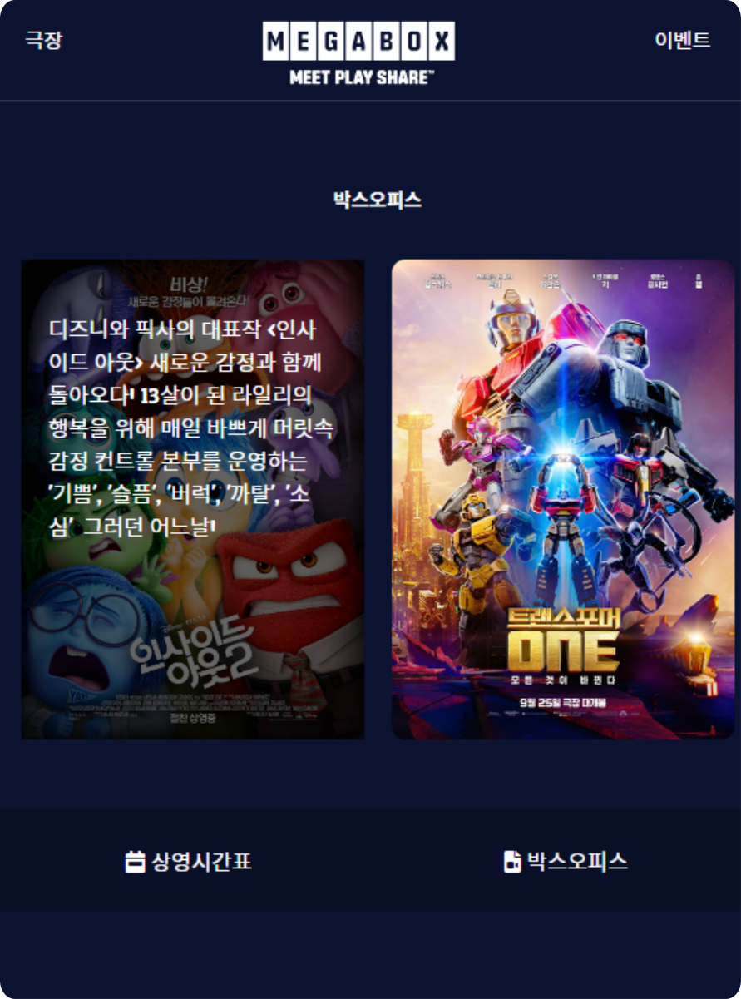 극장
MEGABOX
이벤트
MEET PLAY SHARE™
박스오피스
비상!
새로운 감정들이 몰려온다!
디즈니와 픽사의 대표작 <인사
이드 아웃> 새로운 감정과 함께
돌아오다! 13살이 된 라일리의
행복을 위해 매일 바쁘게 머릿속
감정 컨트롤 본부를 운영하는
'기쁨', '슬픔', '버럭', '까탈', '소
심' 그러던 어느날!
인사이드
아웃2
절찬 상영중
트랜스포머
ONE
모든 것이 바뀐다
9월 25일 극장 대개봉
상영시간표
박스오피스